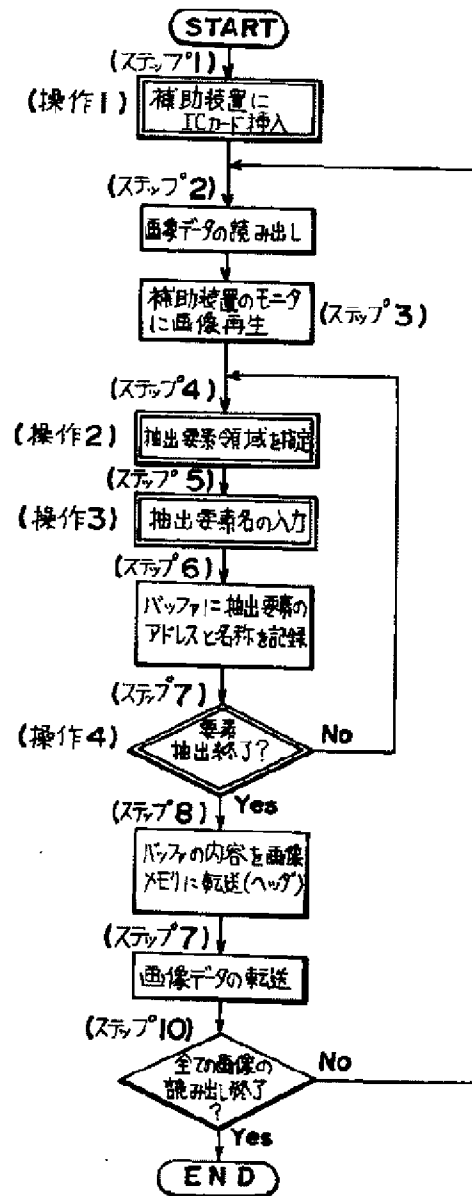 START
(ステップ1)
(操作1)
補助装置に
ICカード挿入
(ステップ2)
画象データの読み出し
補助装置のモニタ
に画像再生
(ステップ3)
(ステップ4)
(操作2)
抽出要素領域を指定
(ステップ5)
(操作3)
抽出要素名の入力
(ステップ6)
バッファに抽出要素の
アドレスと名称を記録
(ステップ7)
(操作4)
要素
抽出終了?
No
Yes
(ステップ8)
バッファの内容を画像
メモリに転送(ヘッダ)
(ステップ7)
画像データの転送
(ステップ10)
全ての画像の
読み出し終了
?
No
Yes
END